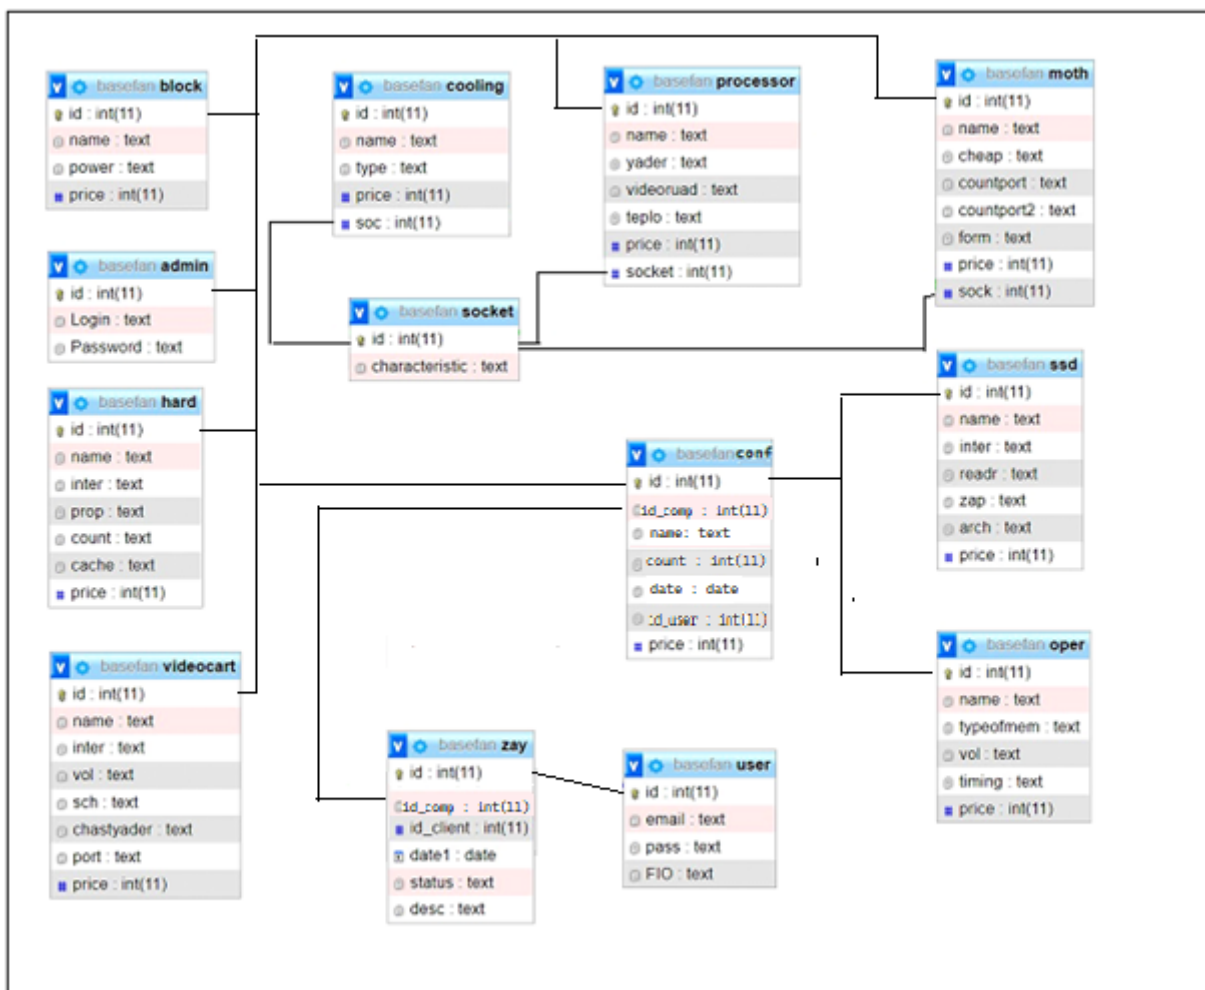 basefan block
id : int(11)
name : text
power : text
price : int(11)
basefan cooling
id : int(11)
name : text
type : text
price : int(11)
soc : int(11)
basefan processor
id : int(11)
name : text
yader : text
videoruad : text
teplo : text
price : int(11)
socket : int(11)
basefan moth
id : int(11)
name : text
cheap : text
countport : text
countport2 : text
form : text
price : int(11)
sock : int(11)
basefan admin
id : int(11)
Login : text
Password : text
basefan socket
id : int(11)
characteristic : text
basefan hard
id : int(11)
name : text
inter : text
prop : text
count : text
cache : text
price : int(11)
basefanconf
id : int(11)
id_comp : int(11)
name: text
count : int(11)
date : date
id_user : int(11)
price : int(11)
basefan ssd
id : int(11)
name : text
inter : text
readr : text
zap : text
arch : text
price : int(11)
basefan videocart
id : int(11)
name : text
inter : text
vol : text
sch : text
chastyader : text
port : text
price : int(11)
basefan zay
id : int(11)
id_comp : int(11)
id_client : int(11)
date1 : date
status : text
desc : text
basefan user
id : int(11)
email : text
pass : text
FIO : text
basefan oper
id : int(11)
name : text
typeofmem : text
vol : text
timing : text
price : int(11)